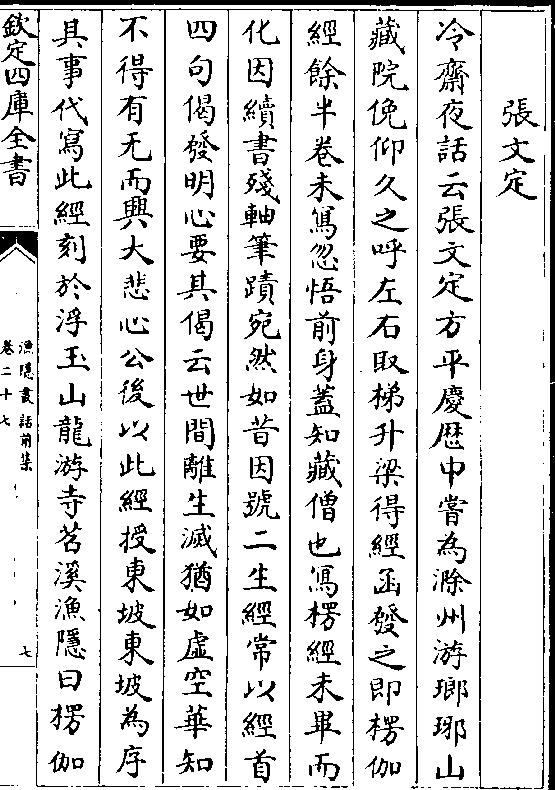 張文定
冷齋夜話云張文定方平慶歴中嘗為滁州游瑯琊山
藏院俛仰久之呼左右取梯升梁得經函發之即楞伽
經餘半卷未寫忽悟前身蓋知藏僧也寫楞經未畢而
化因續書殘軸筆蹟宛然如昔因號二生經常以經首
四句偈發明心要其偈云世間離生滅猶如虚空華知
不得有无而興大悲心公後以此經授東坡東坡為序
其事代寫此經刻於浮玉山龍游寺苕溪漁隱曰楞伽
欽定四庫全書
漁隱叢話前集
卷二十七
七